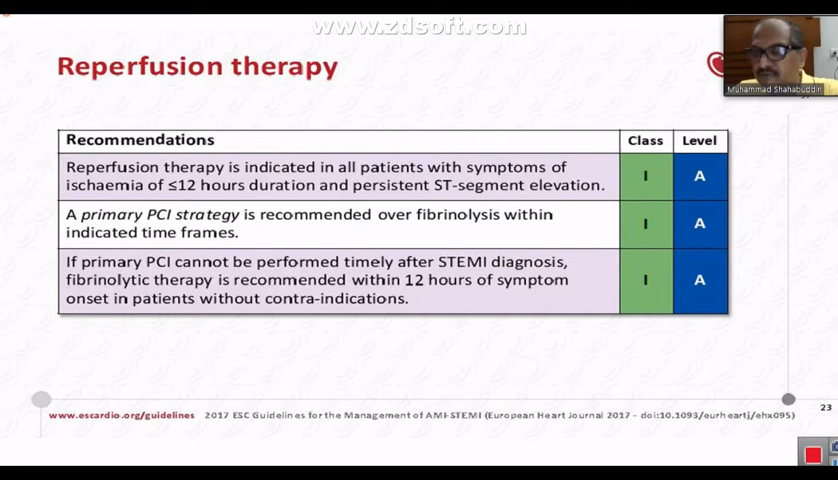 www.zdsoft.com
Reperfusion therapy
Muhammad Shahabuddin
Recommendations Class Level
Reperfusion therapy is indicated in all patients with symptoms of
ischaemia of ≤12 hours duration and persistent ST-segment elevation.
I A
A primary PCI strategy is recommended over fibrinolysis within
indicated time frames.
I A
If primary PCI cannot be performed timely after STEMI diagnosis,
fibrinolytic therapy is recommended within 12 hours of symptom
onset in patients without contra-indications.
I A
www.escardio.org/guidelines 2017 ESC Guidelines for the Management of AMI-STEMI (European Heart Journal 2017 - doi:10.1093/eurheartj/ehx095)
23